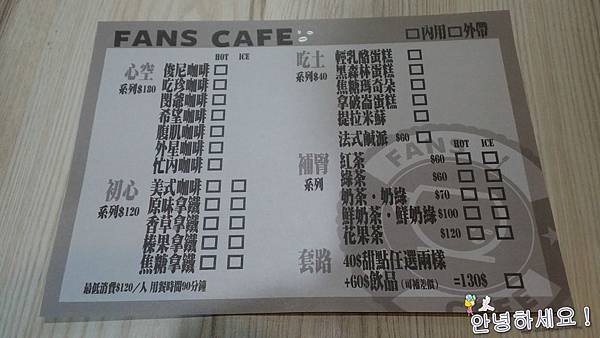 FANS CAFE
□內用□外帶
HOT ICE
心空
系列$180
俊尼咖啡
吃珍咖啡
閔爺咖啡
希望咖啡
腹肌咖啡
外星咖啡
忙內咖啡
初心
系列$120
美式咖啡
原味拿鐵
香草拿鐵
榛果拿鐵
焦糖拿鐵
最低消費$120/人 用餐時間90分鐘
吃土
系列$40
輕乳酪蛋糕
黑森林蛋糕
焦糖瑪奇朵
拿破崙蛋糕
提拉米蘇
法式鹹派 $60
HOT ICE
補腎
系列
紅茶 $60
綠茶 $60
奶茶·奶綠 $70
鮮奶茶·鮮奶綠 $100
花果茶 $120
套路
40$甜點任選兩樣
+60$飲品(可補差價) =130$
FANS
CAFE
안녕하세요!